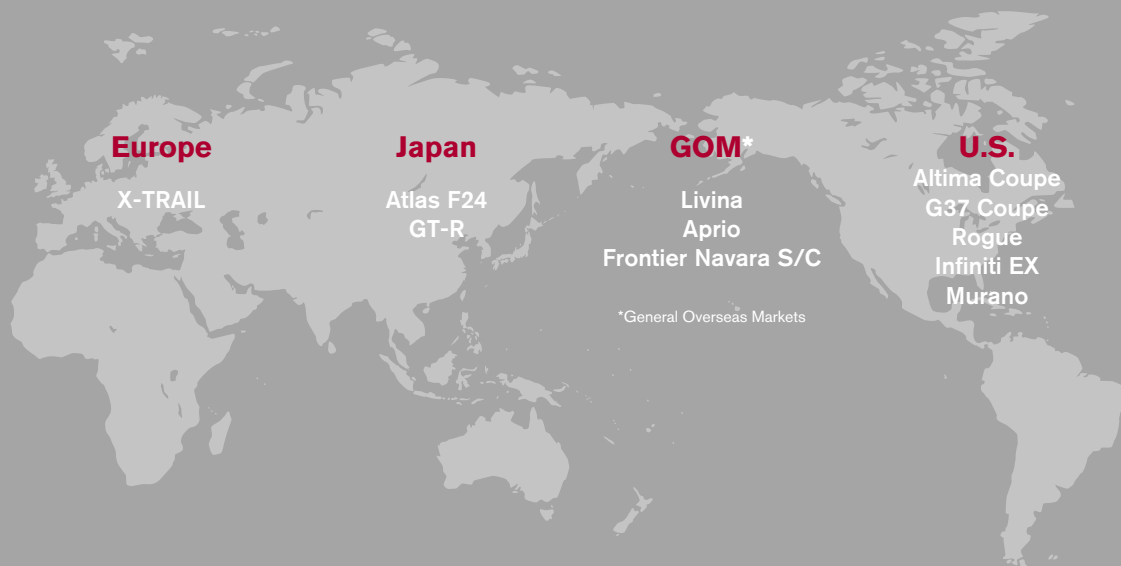 Europe
X-TRAIL
Japan
Atlas F24
GT-R
GOM*
Livina
Aprio
Frontier Navara S/C
*General Overseas Markets
U.S.
Altima Coupe
G37 Coupe
Rogue
Infiniti EX
Murano